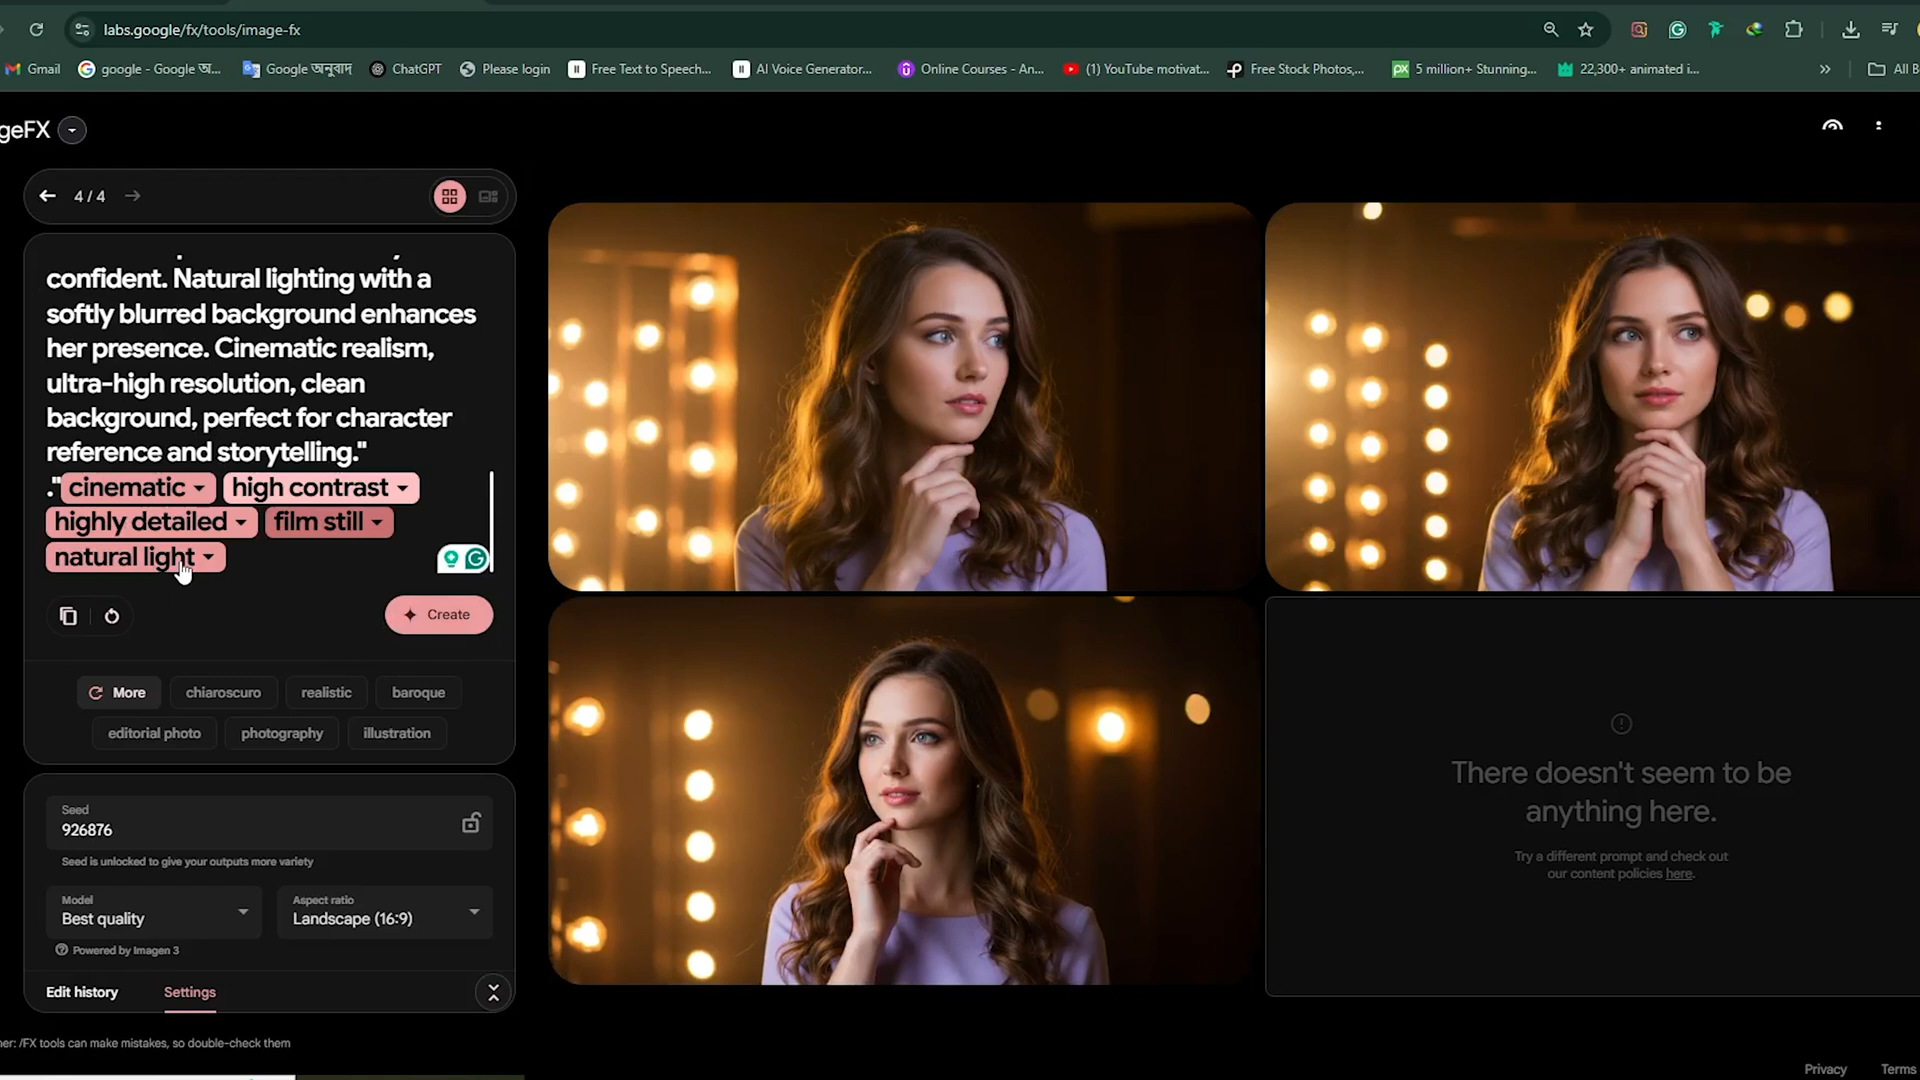 labs.google/fx/tools/image-fx
Gmail
google - Google অ...
Google অনুবাদ
ChatGPT
Please login
Free Text to Speech...
AI Voice Generator...
Online Courses - An...
(1) YouTube motivat...
Free Stock Photos,...
5 million+ Stunning...
22,300+ animated i...
»
All B
geFX
4 / 4
confident. Natural lighting with a
softly blurred background enhances
her presence. Cinematic realism,
ultra-high resolution, clean
background, perfect for character
reference and storytelling."
." cinematic high contrast
highly detailed film still
natural light
Create
More chiaroscuro realistic baroque
editorial photo photography illustration
Seed
926876
Seed is unlocked to give your outputs more variety
Model
Best quality
Aspect ratio
Landscape (16:9)
Powered by Imagen 3
Edit history Settings
There doesn't seem to be
anything here.
Try a different prompt and check out
our content policies here.
ner: /FX tools can make mistakes, so double-check them
Privacy Terms